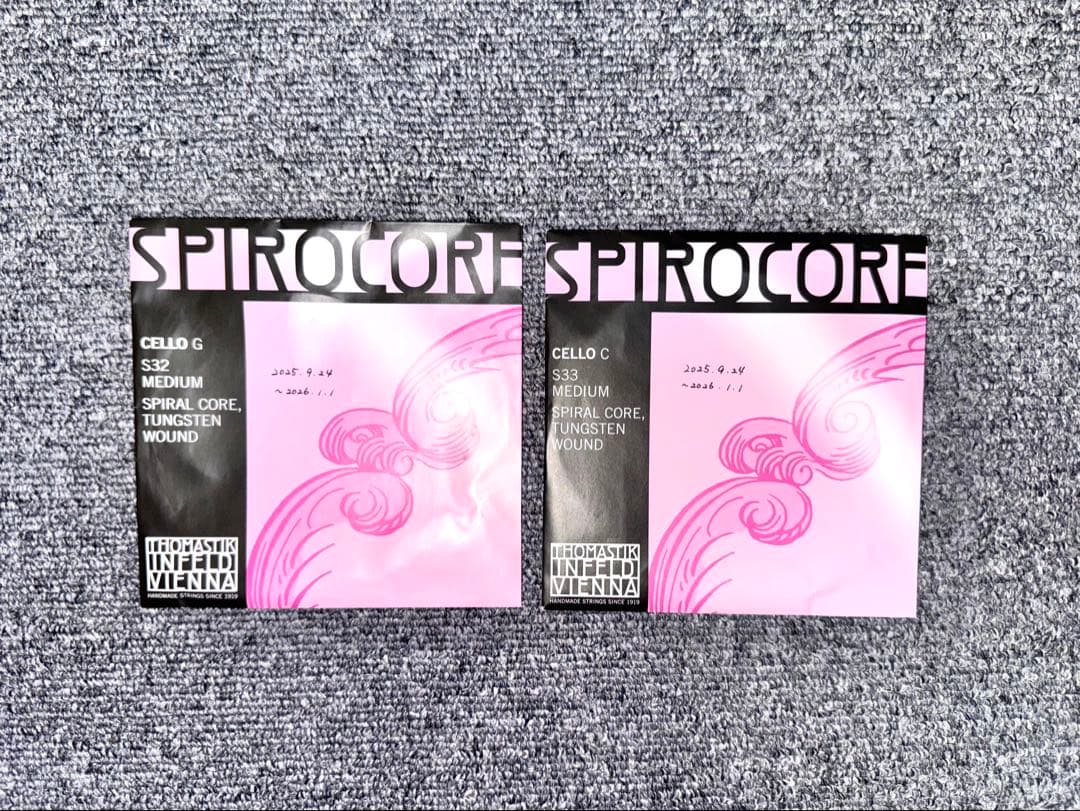 SPIROCORE
CELLO G
S32
MEDIUM
SPIRAL CORE,
TUNGSTEN
WOUND
2025.9.24
~2026.1.1
THOMASTIK
INFELD
VIENNA
HANDMADE STRINGS SINCE 1919
SPIROCORE
CELLO C
S33
MEDIUM
SPIRAL CORE,
TUNGSTEN
WOUND
2025.9.24
~2026.1.1
THOMASTIK
INFELD
VIENNA
HANDMADE STRINGS SINCE 1919